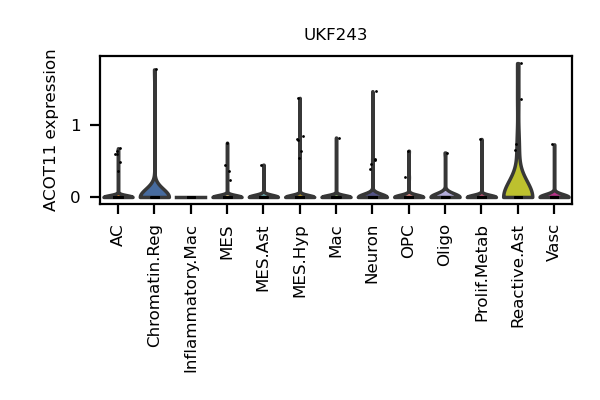 UKF243
ACOT11 expression
1
0
AC
Chromatin.Reg
Inflammatory.Mac
MES
MES.Ast
MES.Hyp
Mac
Neuron
OPC
Oligo
Prolif.Metab
Reactive.Ast
Vasc